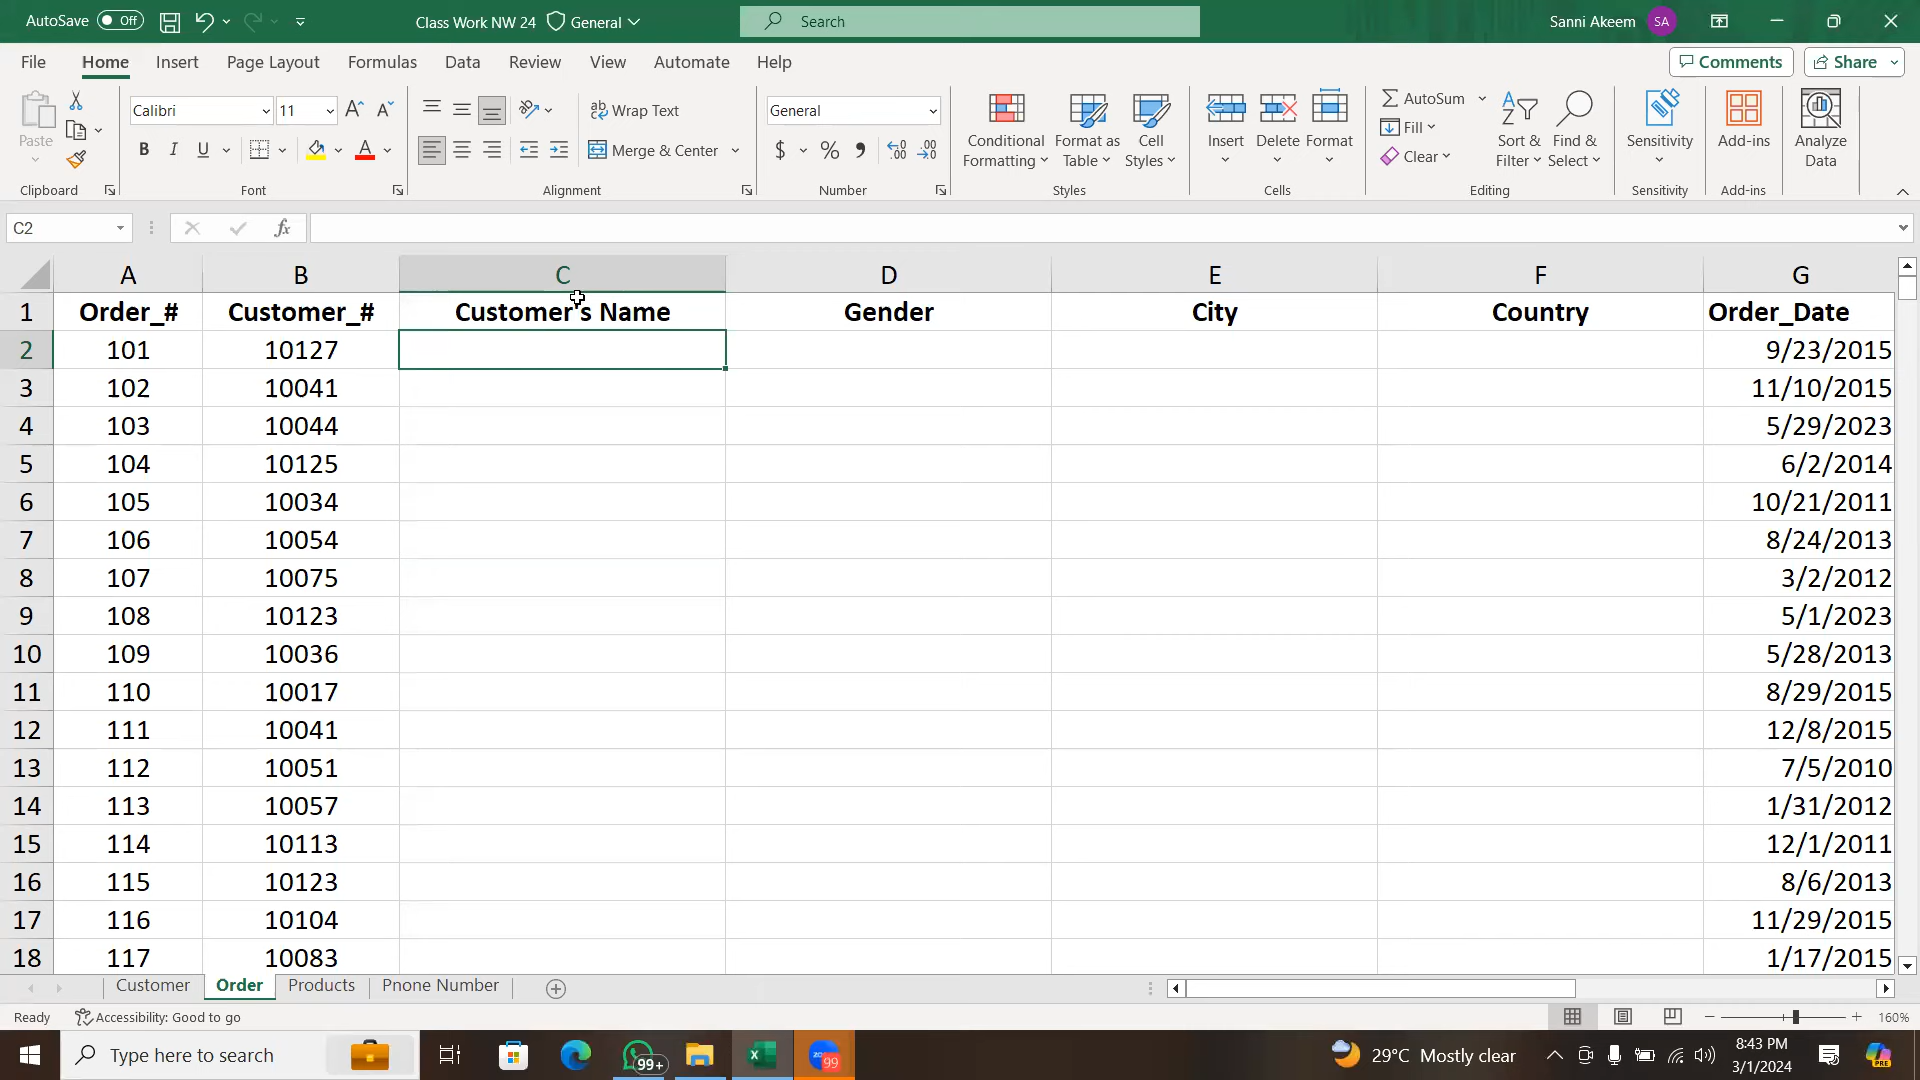 AutoSave Off Class Work NW 24 General Search Sanni Akeem SA
File Home Insert Page Layout Formulas Data Review View Automate Help Comments Share
Paste
Clipboard
Calibri 11
B I U A
Font
Wrap Text
Merge & Center
Alignment
General
$ % 9
Number
Conditional Formatting
Format as Table
Cell Styles
Styles
Insert Delete Format
Cells
AutoSum
Fill
Clear
Sort & Filter
Find & Select
Editing
Sensitivity
Sensitivity
Add-ins
Add-ins
Analyze Data
C2 fx
A B C D E F G
1 Order_# Customer_# Customer's Name Gender City Country Order_Date
2 101 10127 9/23/2015
3 102 10041 11/10/2015
4 103 10044 5/29/2023
5 104 10125 6/2/2014
6 105 10034 10/21/2011
7 106 10054 8/24/2013
8 107 10075 3/2/2012
9 108 10123 5/1/2023
10 109 10036 5/28/2013
11 110 10017 8/29/2015
12 111 10041 12/8/2015
13 112 10051 7/5/2010
14 113 10057 1/31/2012
15 114 10113 12/1/2011
16 115 10123 8/6/2013
17 116 10104 11/29/2015
18 117 10083 1/17/2015
Customer Order Products Pnone Number
Ready Accessibility: Good to go 160%
Type here to search 99+ 99 29°C Mostly clear 8:43 PM
3/1/2024